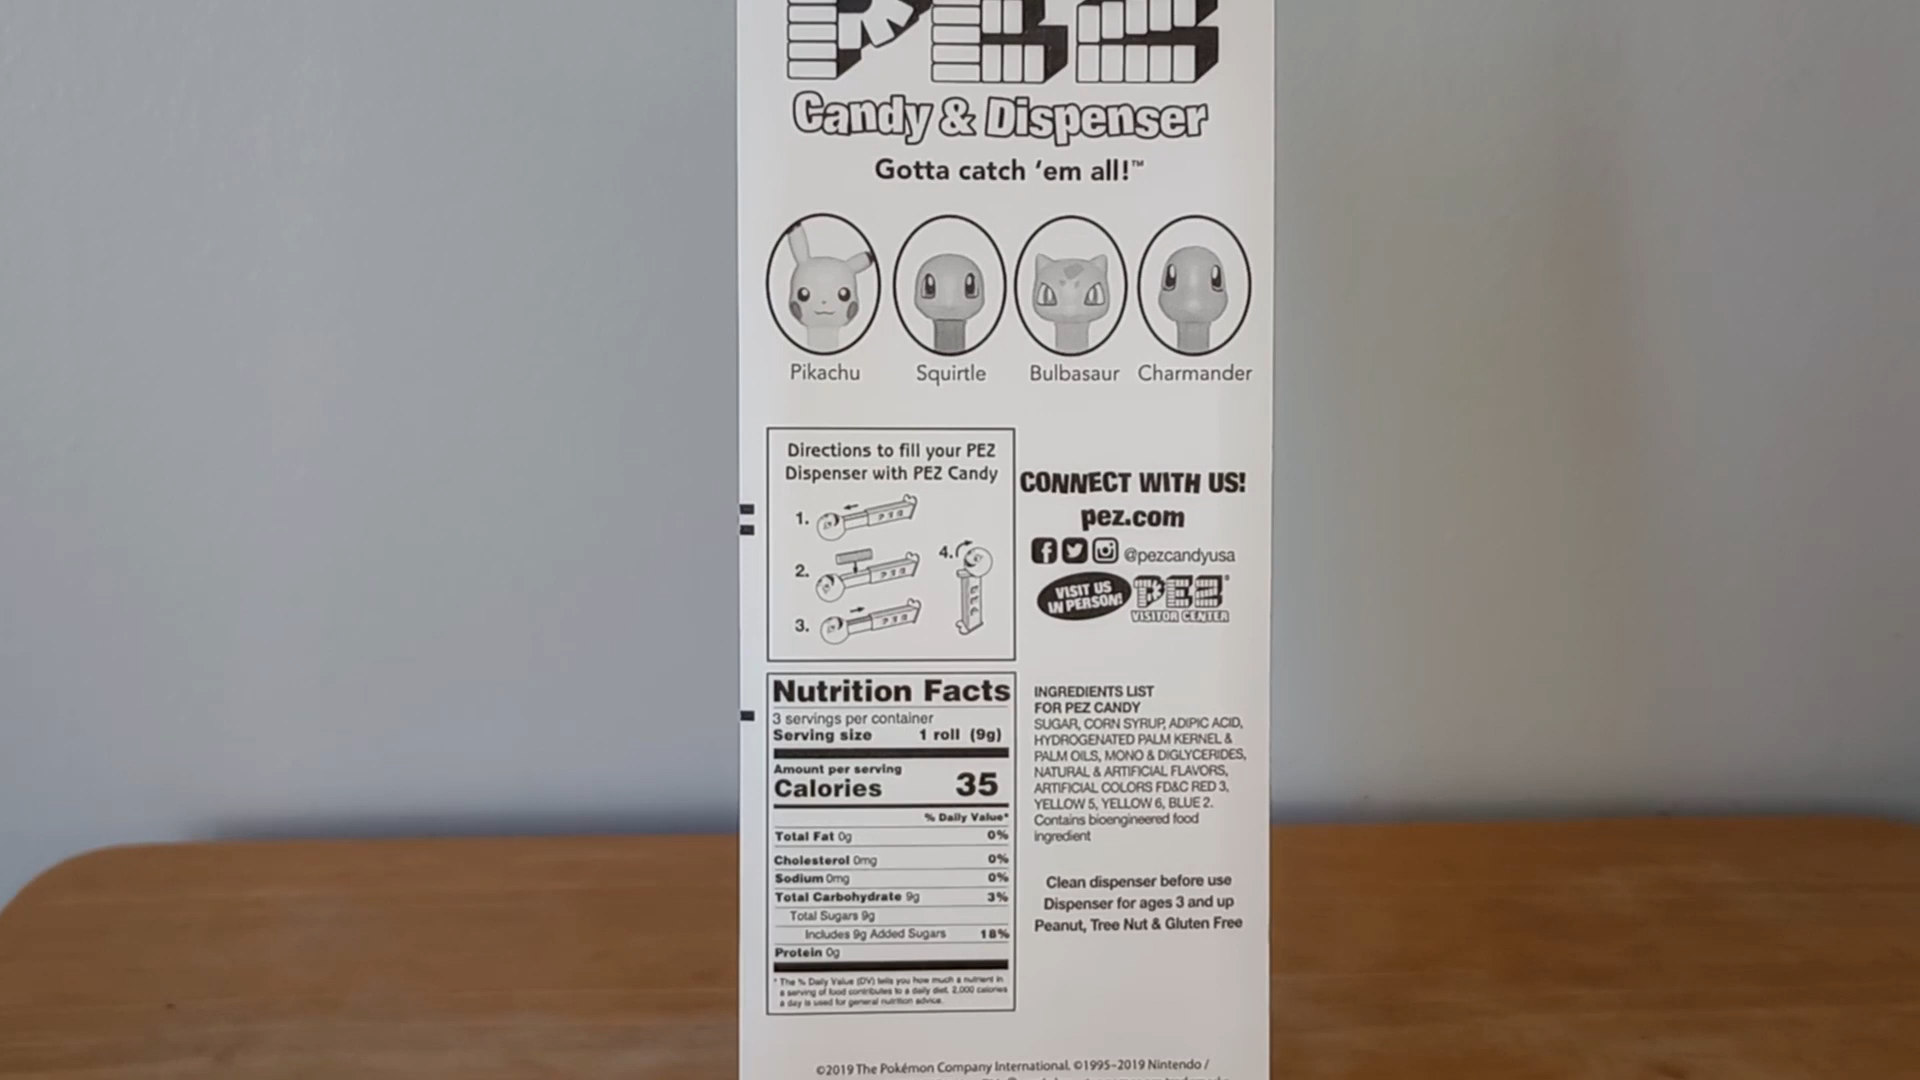 PEZ
Candy & Dispenser
Gotta catch 'em all!™
Pikachu
Squirtle
Bulbasaur
Charmander
Directions to fill your PEZ
Dispenser with PEZ Candy
1.
2.
3.
4.
CONNECT WITH US!
pez.com
@pezcandyusa
VISIT US
IN PERSON!
PEZ
VISITOR CENTER
Nutrition Facts
3 servings per container
Serving size 1 roll (9g)
Amount per serving
Calories 35
% Daily Value*
Total Fat 0g 0%
Cholesterol 0mg 0%
Sodium 0mg 0%
Total Carbohydrate 9g 3%
Total Sugars 9g
Includes 9g Added Sugars 18%
Protein 0g
* The % Daily Value (DV) tells you how much a nutrient in
a serving of food contributes to a daily diet. 2,000 calories
a day is used for general nutrition advice.
INGREDIENTS LIST
FOR PEZ CANDY
SUGAR, CORN SYRUP, ADIPIC ACID,
HYDROGENATED PALM KERNEL &
PALM OILS, MONO & DIGLYCERIDES,
NATURAL & ARTIFICIAL FLAVORS,
ARTIFICIAL COLORS FD&C RED 3,
YELLOW 5, YELLOW 6, BLUE 2.
Contains bioengineered food
ingredient
Clean dispenser before use
Dispenser for ages 3 and up
Peanut, Tree Nut & Gluten Free
©2019 The Pokémon Company International. ©1995–2019 Nintendo /